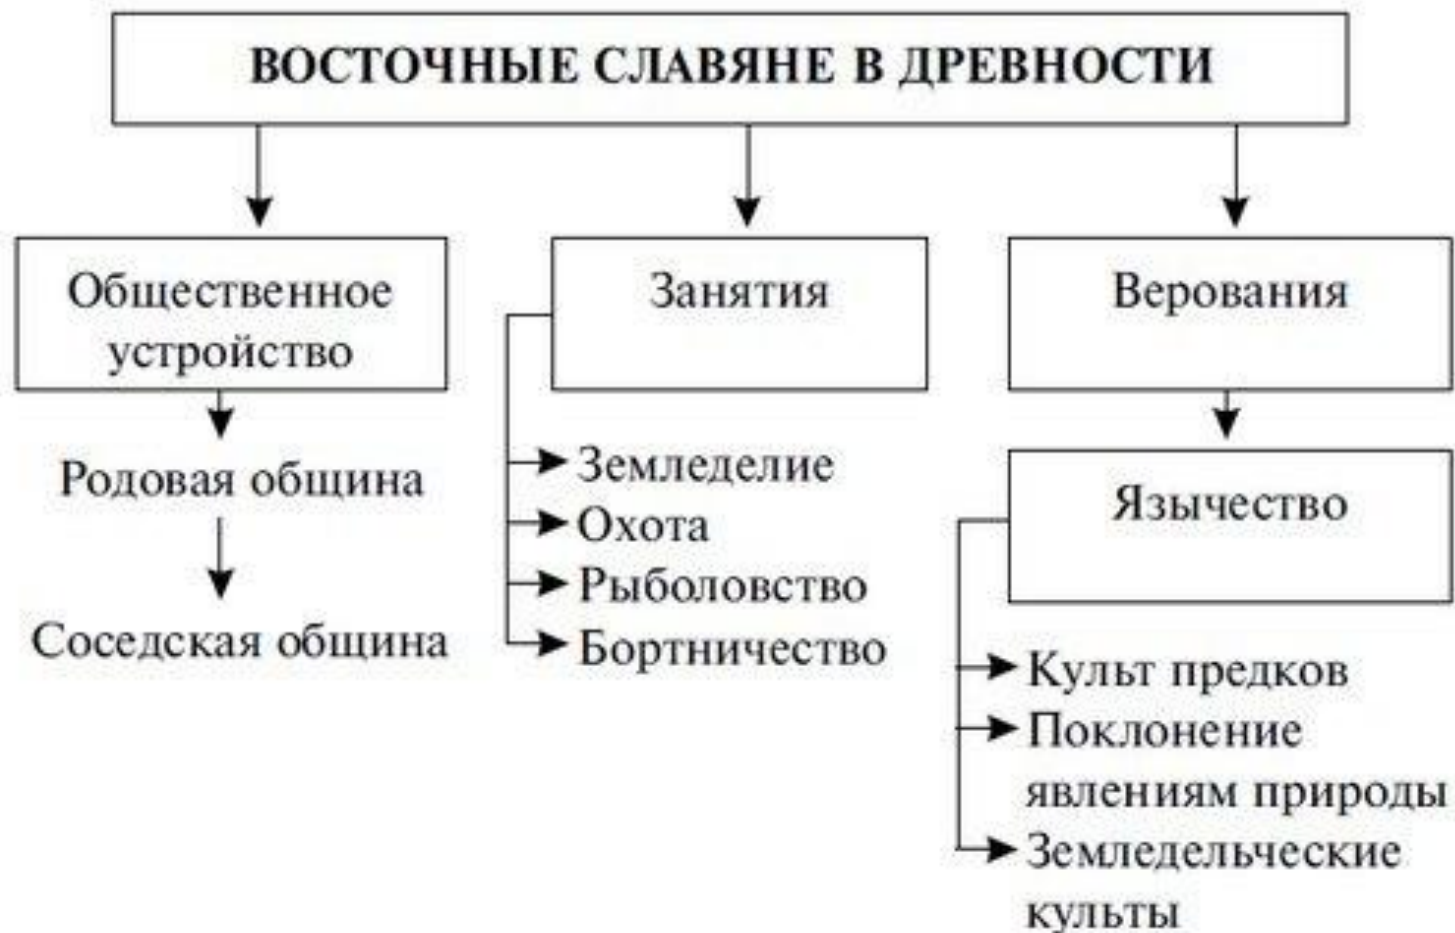 ВОСТОЧНЫЕ СЛАВЯНЕ В ДРЕВНОСТИ
Общественное
устройство
Родовая община
Соседская община
Занятия
Земледелие
Охота
Рыболовство
Бортничество
Верования
Язычество
Культ предков
Поклонение
явлениям природы
Земледельческие
культы